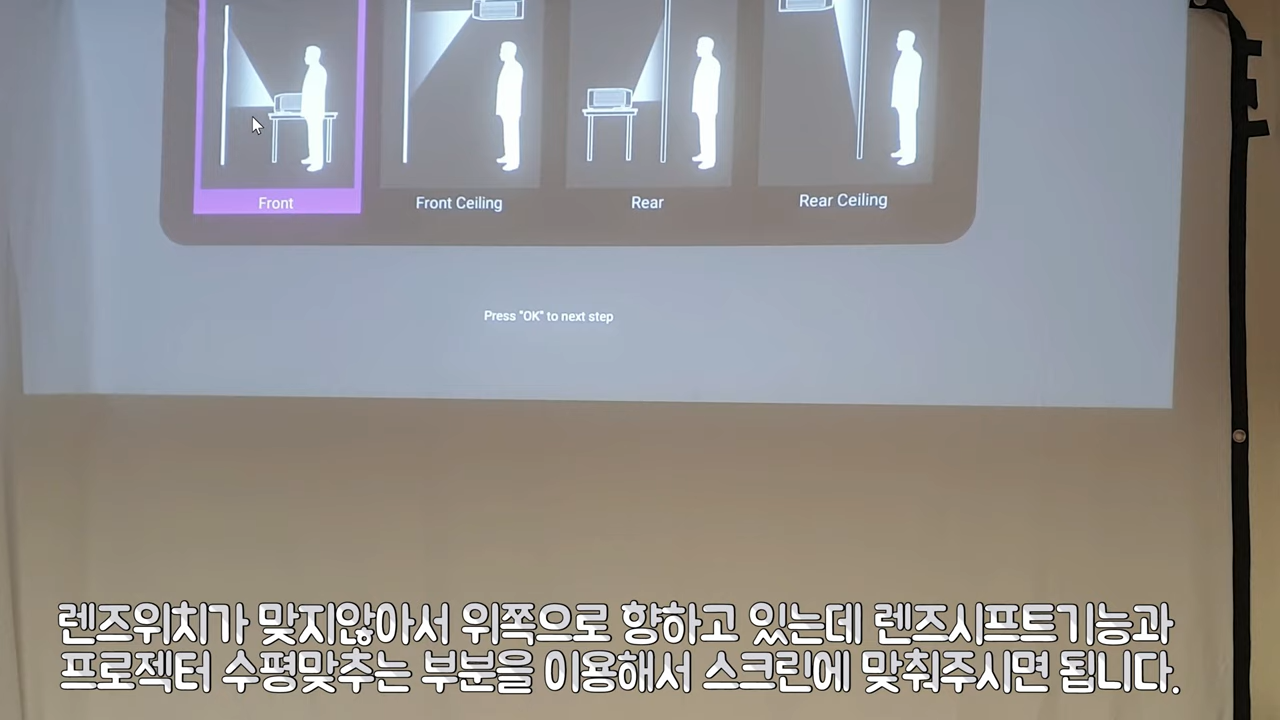 Front
Front Ceiling
Rear
Rear Ceiling
Press "OK" to next step
렌즈위치가 맞지않아서 위쪽으로 향하고 있는데 렌즈시프트기능과
프로젝터 수평맞추는 부분을 이용해서 스크린에 맞춰주시면 됩니다.